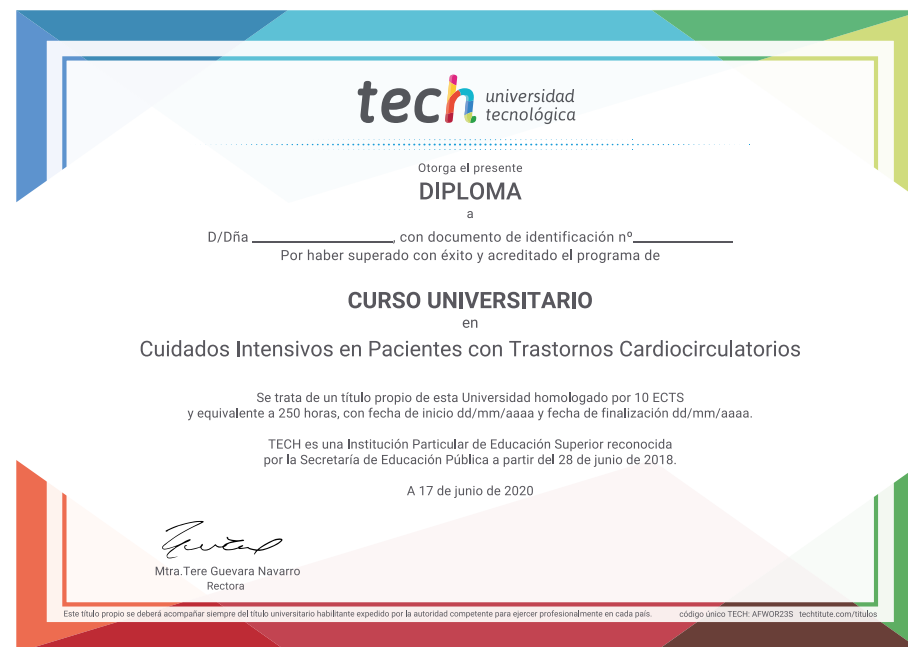 tech universidad
tecnológica
Otorga el presente
DIPLOMA
a
D/Dña ____________________, con documento de identificación nº______________
Por haber superado con éxito y acreditado el programa de
CURSO UNIVERSITARIO
en
Cuidados Intensivos en Pacientes con Trastornos Cardiocirculatorios
Se trata de un título propio de esta Universidad homologado por 10 ECTS
y equivalente a 250 horas, con fecha de inicio dd/mm/aaaa y fecha de finalización dd/mm/aaaa.
TECH es una Institución Particular de Educación Superior reconocida
por la Secretaría de Educación Pública a partir del 28 de junio de 2018.
A 17 de junio de 2020
Mtra.Tere Guevara Navarro
Rectora
Este título propio se deberá acompañar siempre del título universitario habilitante expedido por la autoridad competente para ejercer profesionalmente en cada país. código único TECH: AFWOR23S techtitute.com/titulos